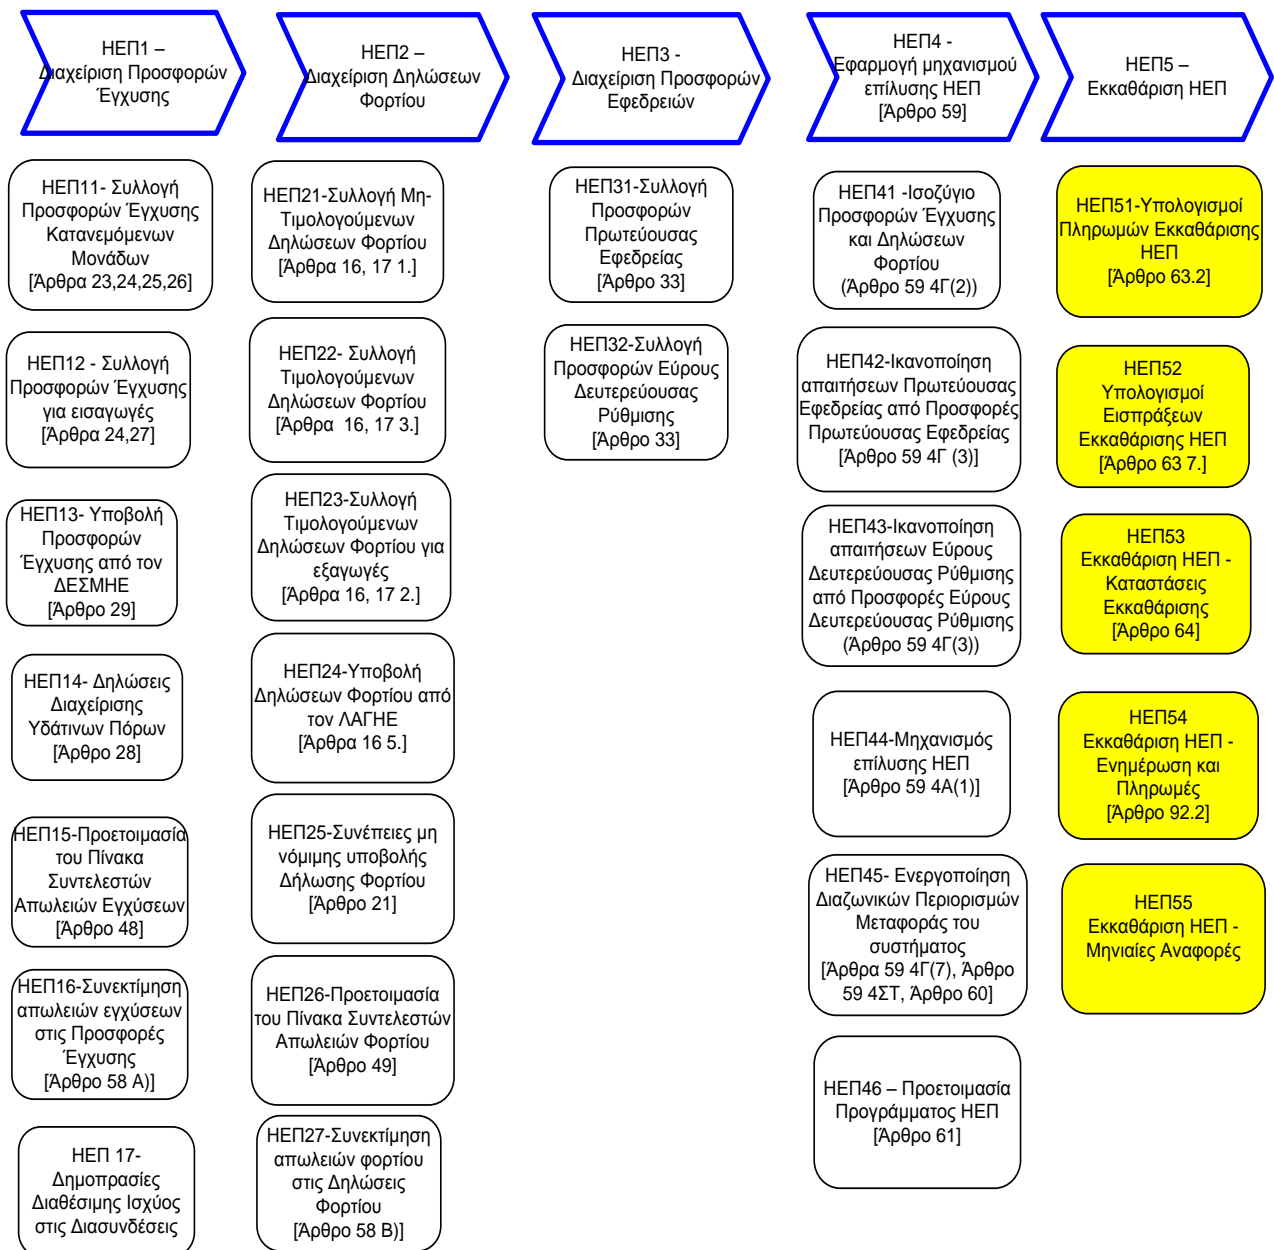 ΗΕΠ1 –
Διαχείριση Προσφορών
Έγχυσης
ΗΕΠ2 –
Διαχείριση Δηλώσεων
Φορτίου
ΗΕΠ3 -
Διαχείριση Προσφορών
Εφεδρειών
ΗΕΠ4 -
Εφαρμογή μηχανισμού
επίλυσης ΗΕΠ
[Άρθρο 59]
ΗΕΠ5 –
Εκκαθάριση ΗΕΠ
ΗΕΠ11- Συλλογή
Προσφορών Έγχυσης
Κατανεμόμενων
Μονάδων
[Άρθρα 23,24,25,26]
ΗΕΠ12 - Συλλογή
Προσφορών Έγχυσης
για εισαγωγές
[Άρθρα 24,27]
ΗΕΠ13- Υποβολή
Προσφορών
Έγχυσης από τον
ΔΕΣΜΗΕ
[Άρθρο 29]
ΗΕΠ14- Δηλώσεις
Διαχείρισης
Υδάτινων Πόρων
[Άρθρο 28]
ΗΕΠ15-Προετοιμασία
του Πίνακα
Συντελεστών
Απωλειών Εγχύσεων
[Άρθρο 48]
ΗΕΠ16-Συνεκτίμηση
απωλειών εγχύσεων
στις Προσφορές
Έγχυσης
[Άρθρο 58 Α)]
ΗΕΠ 17-
Δημοπρασίες
Διαθέσιμης Ισχύος
στις Διασυνδέσεις
ΗΕΠ21-Συλλογή Μη-
Τιμολογούμενων
Δηλώσεων Φορτίου
[Άρθρα 16, 17 1.]
ΗΕΠ22- Συλλογή
Τιμολογούμενων
Δηλώσεων Φορτίου
[Άρθρα  16, 17 3.]
ΗΕΠ23-Συλλογή
Τιμολογούμενων
Δηλώσεων Φορτίου για
εξαγωγές
[Άρθρα 16, 17 2.]
ΗΕΠ24-Υποβολή
Δηλώσεων Φορτίου από
τον ΛΑΓΗΕ
[Άρθρα 16 5.]
ΗΕΠ25-Συνέπειες μη
νόμιμης υποβολής
Δήλωσης Φορτίου
[Άρθρο 21]
ΗΕΠ26-Προετοιμασία
του Πίνακα Συντελεστών
Απωλειών Φορτίου
[Άρθρο 49]
ΗΕΠ27-Συνεκτίμηση
απωλειών φορτίου
στις Δηλώσεις
Φορτίου
[Άρθρο 58 Β)]
ΗΕΠ31-Συλλογή
Προσφορών
Πρωτεύουσας
Εφεδρείας
[Άρθρο 33]
ΗΕΠ32-Συλλογή
Προσφορών Εύρους
Δευτερεύουσας
Ρύθμισης
[Άρθρο 33]
ΗΕΠ41 -Ισοζύγιο
Προσφορών Έγχυσης
και Δηλώσεων
Φορτίου
(Άρθρο 59 4Γ(2))
ΗΕΠ42-Ικανοποίηση
απαιτήσεων Πρωτεύουσας
Εφεδρείας από Προσφορές
Πρωτεύουσας Εφεδρείας
[Άρθρο 59 4Γ (3)]
ΗΕΠ43-Ικανοποίηση
απαιτήσεων Εύρους
Δευτερεύουσας Ρύθμισης
από Προσφορές Εύρους
Δευτερεύουσας Ρύθμισης
(Άρθρο 59 4Γ(3))
ΗΕΠ44-Μηχανισμός
επίλυσης ΗΕΠ
[Άρθρο 59 4Α(1)]
ΗΕΠ45- Ενεργοποίηση
Διαζωνικών Περιορισμών
Μεταφοράς του
συστήματος
[Άρθρα 59 4Γ(7), Άρθρο
59 4ΣΤ, Άρθρο 60]
ΗΕΠ46 – Προετοιμασία
Προγράμματος ΗΕΠ
[Άρθρο 61]
ΗΕΠ51-Υπολογισμοί
Πληρωμών Εκκαθάρισης
ΗΕΠ
[Άρθρο 63.2]
ΗΕΠ52
Υπολογισμοί
Εισπράξεων
Εκκαθάρισης ΗΕΠ
[Άρθρο 63 7.]
ΗΕΠ53
Εκκαθάριση ΗΕΠ -
Καταστάσεις
Εκκαθάρισης
[Άρθρο 64]
ΗΕΠ54
Εκκαθάριση ΗΕΠ -
Ενημέρωση και
Πληρωμές
[Άρθρο 92.2]
ΗΕΠ55
Εκκαθάριση ΗΕΠ -
Μηνιαίες Αναφορές